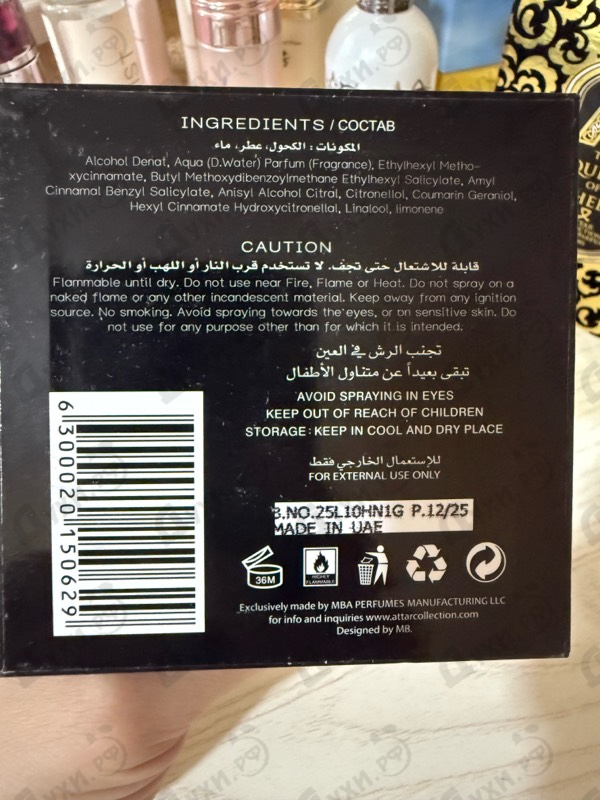 INGREDIENTS / СОСТАВ
المكونات: الكحول، عطر، ماء
Alcohol Denat, Aqua (D.Water) Parfum (Fragrance), Ethylhexyl Metho-
xycinnamate, Butyl Methoxydibenzoylmethane Ethylhexyl Salicylate, Amyl
Cinnamal Benzyl Salicylate, Anisyl Alcohol Citral, Citronellol, Coumarin Geraniol,
Hexyl Cinnamate Hydroxycitronellal, Linalool, limonene
CAUTION
قابلة للاشتعال حتى تجف. لا تستخدم قرب النار أو اللهب أو الحرارة
Flammable until dry. Do not use near Fire, Flame or Heat. Do not spray on a
naked flame or any other incandescent material. Keep away from any ignition
source. No smoking. Avoid spraying towards the eyes, or on sensitive skin. Do
not use for any purpose other than for which it is intended.
تجنب الرش في العين
تبقى بعيداً عن متناول الأطفال
AVOID SPRAYING IN EYES
KEEP OUT OF REACH OF CHILDREN
STORAGE: KEEP IN COOL AND DRY PLACE
للإستعمال الخارجي فقط
FOR EXTERNAL USE ONLY
B.NO.25L10HN1G P.12/25
MADE IN UAE
36M
HIGHLY
FLAMMABLE
Exclusively made by MBA PERFUMES MANUFACTURING LLC
for info and inquiries www.attarcollection.com
Designed by MB.
6 300020 150629
духи.рф